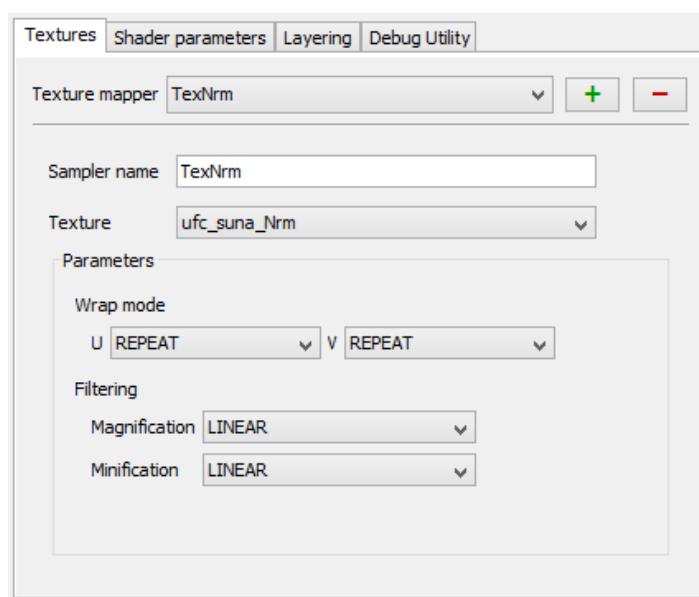 Textures Shader parameters Layering Debug Utility
Texture mapper TexNrm + −
Sampler name TexNrm
Texture ufc_suna_Nrm
Parameters
Wrap mode
U REPEAT V REPEAT
Filtering
Magnification LINEAR
Minification LINEAR